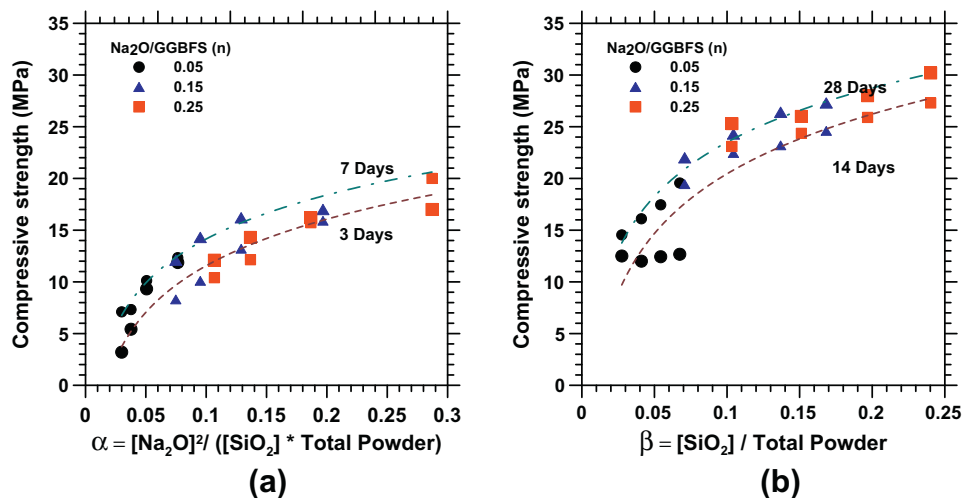 Compressive strength (MPa)
35
30
25
20
15
10
5
0
Na₂O/GGBFS (n)
0.05
0.15
0.25
7 Days
3 Days
0 0.05 0.1 0.15 0.2 0.25 0.3
α = [Na₂O]²/ ([SiO₂] * Total Powder)
(a)
Compressive strength (MPa)
35
30
25
20
15
10
5
0
Na₂O/GGBFS (n)
0.05
0.15
0.25
28 Days
14 Days
0 0.05 0.1 0.15 0.2 0.25
β = [SiO₂] / Total Powder
(b)